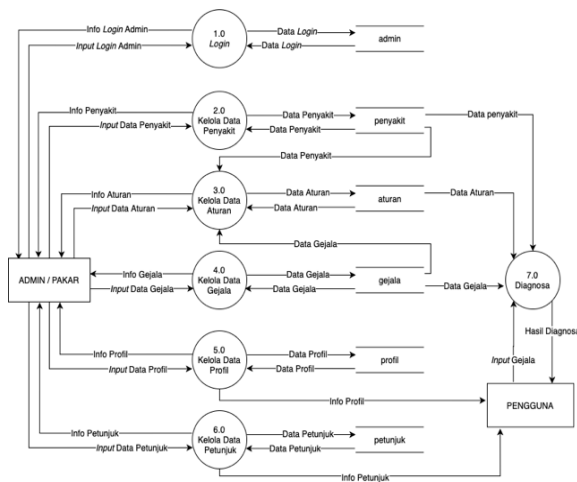 Info Login Admin
Input Login Admin
1.0
Login
Data Login
Data Login
admin
Info Penyakit
Input Data Penyakit
2.0
Kelola Data
Penyakit
Data Penyakit
Data Penyakit
penyakit
Data penyakit
Data Penyakit
Info Aturan
Input Data Aturan
3.0
Kelola Data
Aturan
Data Aturan
Data Aturan
aturan
Data Aturan
Data Gejala
ADMIN / PAKAR
Info Gejala
Input Data Gejala
4.0
Kelola Data
Gejala
Data Gejala
Data Gejala
gejala
Data Gejala
7.0
Diagnosa
Hasil Diagnosa
Input Gejala
Info Profil
Input Data Profil
5.0
Kelola Data
Profil
Data Profil
Data Profil
profil
Info Profil
PENGGUNA
Info Petunjuk
Input Data Petunjuk
6.0
Kelola Data
Petunjuk
Data Petunjuk
Data Petunjuk
petunjuk
Info Petunjuk